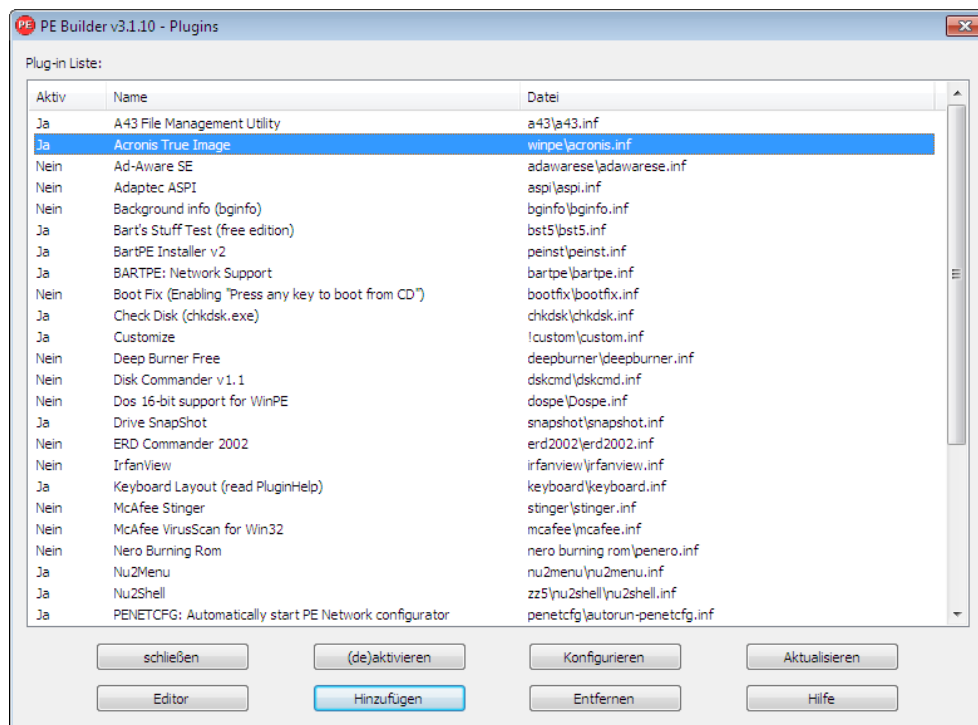 PE PE Builder v3.1.10 - Plugins
Plug-in Liste:
Aktiv Name Datei
Ja A43 File Management Utility a43\a43.inf
Ja Acronis True Image winpe\acronis.inf
Nein Ad-Aware SE adawarese\adawarese.inf
Nein Adaptec ASPI aspi\aspi.inf
Nein Background info (bginfo) bginfo\bginfo.inf
Ja Bart's Stuff Test (free edition) bst5\bst5.inf
Ja BartPE Installer v2 peinst\peinst.inf
Ja BARTPE: Network Support bartpe\bartpe.inf
Nein Boot Fix (Enabling "Press any key to boot from CD") bootfix\bootfix.inf
Ja Check Disk (chkdsk.exe) chkdsk\chkdsk.inf
Ja Customize !custom\custom.inf
Nein Deep Burner Free deepburner\deepburner.inf
Nein Disk Commander v1.1 dskcmd\dskcmd.inf
Nein Dos 16-bit support for WinPE dospe\Dospe.inf
Ja Drive SnapShot snapshot\snapshot.inf
Nein ERD Commander 2002 erd2002\erd2002.inf
Nein IrfanView irfanview\irfanview.inf
Ja Keyboard Layout (read PluginHelp) keyboard\keyboard.inf
Nein McAfee Stinger stinger\stinger.inf
Nein McAfee VirusScan for Win32 mcafee\mcafee.inf
Nein Nero Burning Rom nero burning rom\penero.inf
Ja Nu2Menu nu2menu\nu2menu.inf
Ja Nu2Shell zz5\nu2shell\nu2shell.inf
Ja PENETCFG: Automatically start PE Network configurator penetcfg\autorun-penetcfg.inf
schließen (de)aktivieren Konfigurieren Aktualisieren
Editor Hinzufügen Entfernen Hilfe